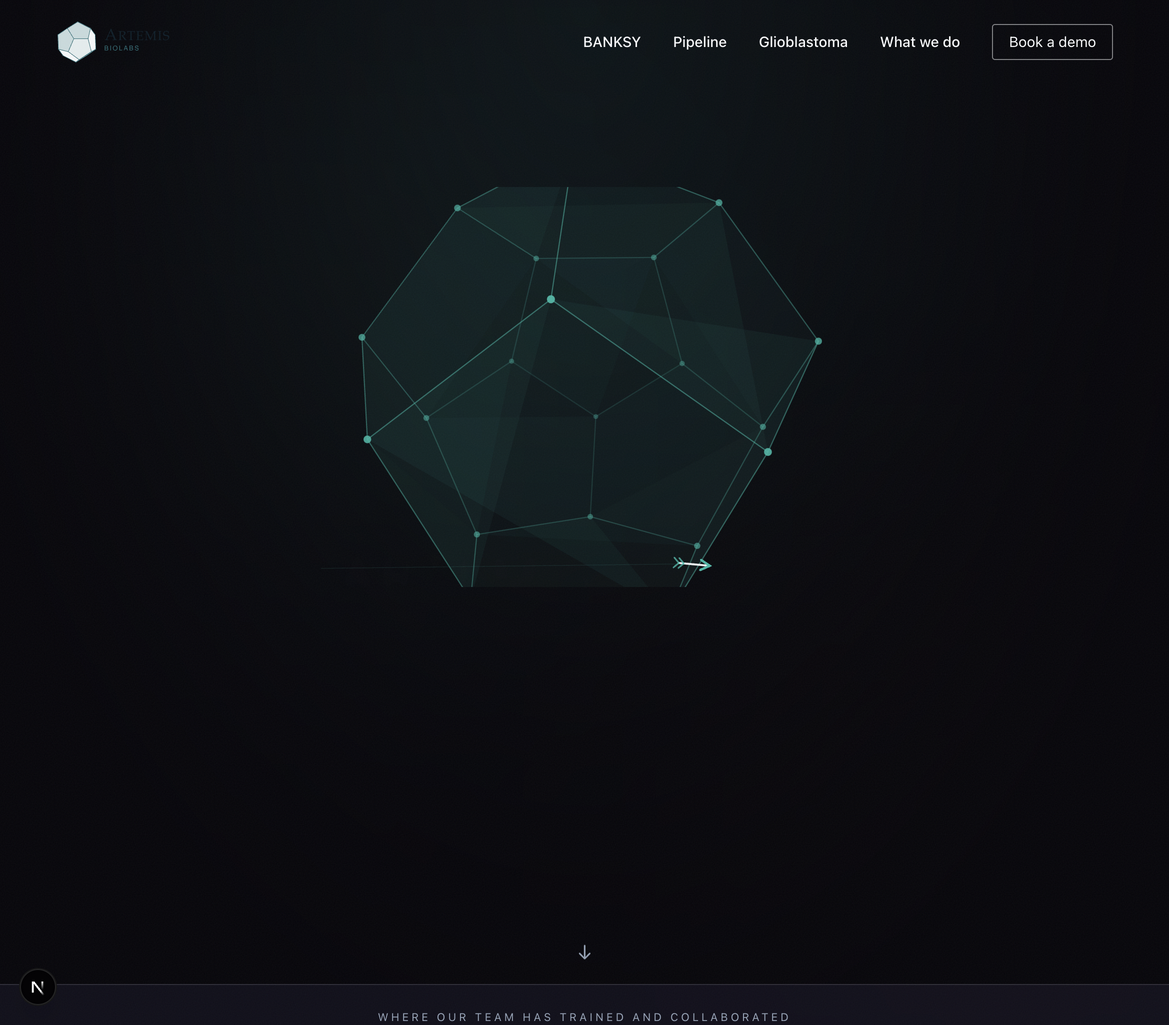 ARTEMIS
BIOLABS
BANKSY
Pipeline
Glioblastoma
What we do
Book a demo
N
WHERE OUR TEAM HAS TRAINED AND COLLABORATED